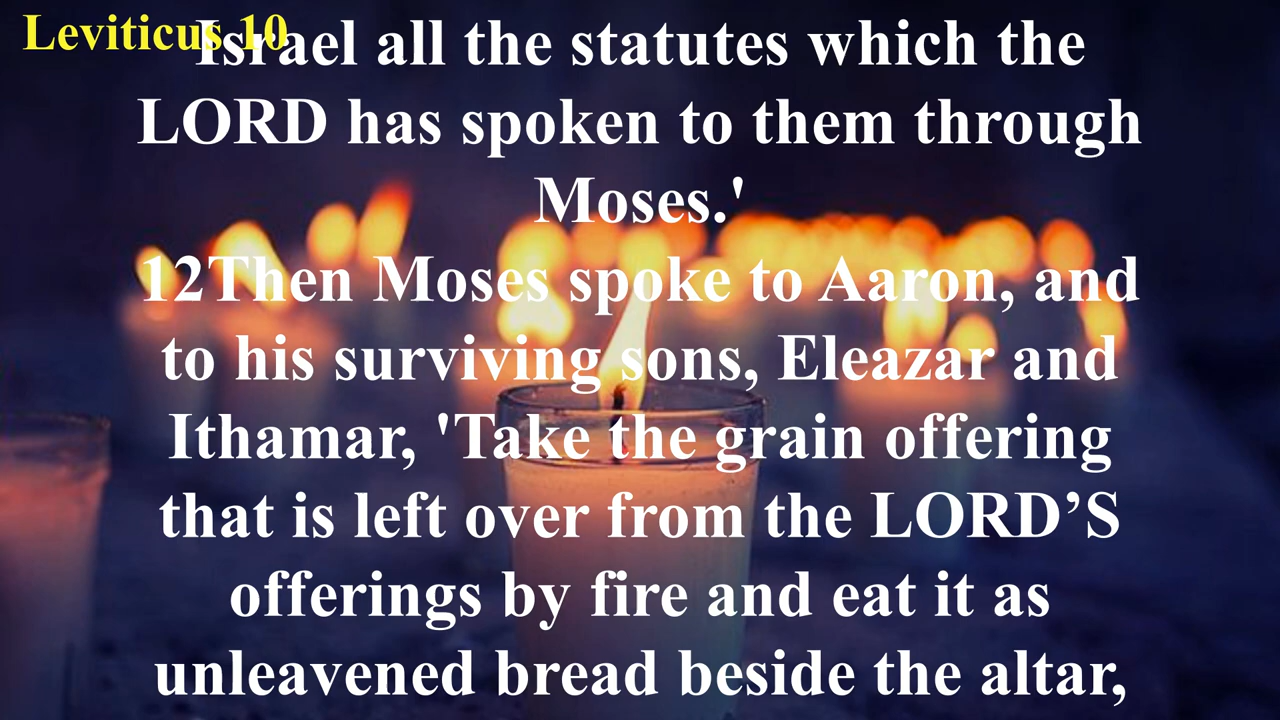 Leviticus 10
Israel all the statutes which the
LORD has spoken to them through
Moses.'
12Then Moses spoke to Aaron, and
to his surviving sons, Eleazar and
Ithamar, 'Take the grain offering
that is left over from the LORD’S
offerings by fire and eat it as
unleavened bread beside the altar,